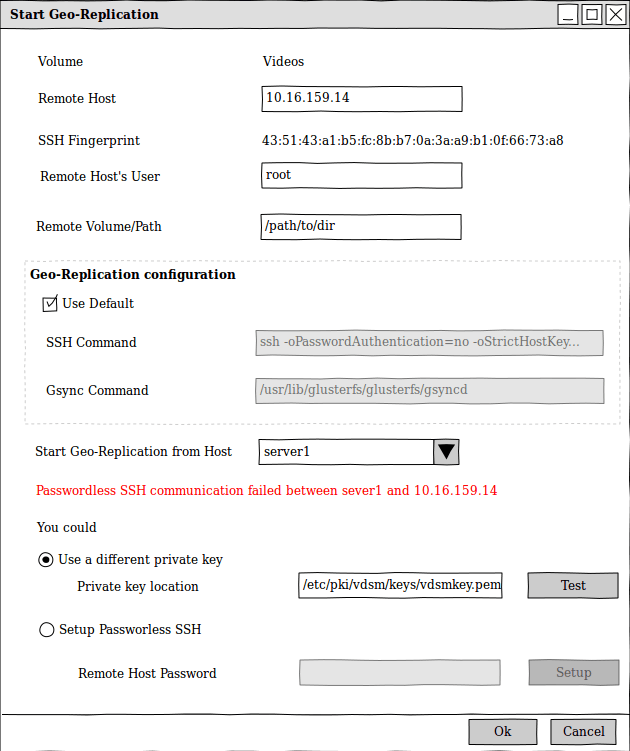 Start Geo-Replication
Volume Videos
Remote Host 10.16.159.14
SSH Fingerprint 43:51:43:a1:b5:fc:8b:b7:0a:3a:a9:b1:0f:66:73:a8
Remote Host's User root
Remote Volume/Path /path/to/dir
Geo-Replication configuration
Use Default
SSH Command ssh -oPasswordAuthentication=no -oStrictHostKey...
Gsync Command /usr/lib/glusterfs/glusterfs/gsyncd
Start Geo-Replication from Host server1
Passwordless SSH communication failed between sever1 and 10.16.159.14
You could
Use a different private key
Private key location /etc/pki/vdsm/keys/vdsmkey.pem Test
Setup Passworless SSH
Remote Host Password Setup
Ok Cancel